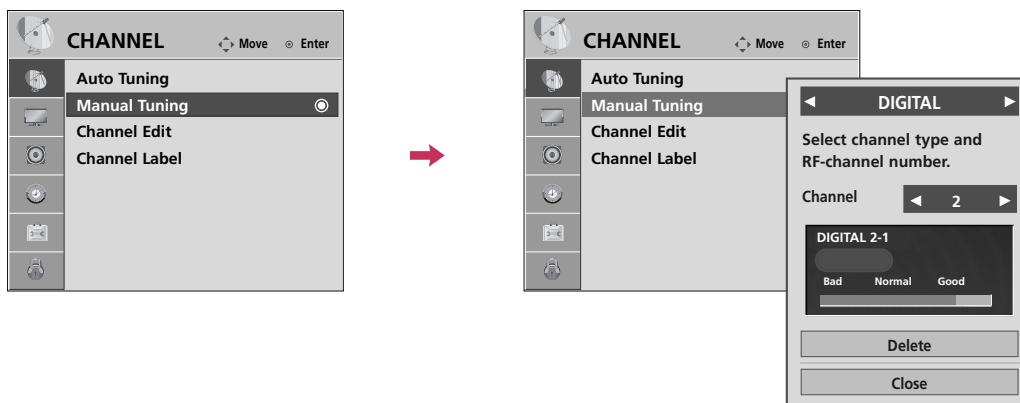 CHANNEL
Move
Enter
Auto Tuning
Manual Tuning
Channel Edit
Channel Label
CHANNEL
Move
Enter
Auto Tuning
Manual Tuning
Channel Edit
Channel Label
DIGITAL
Select channel type and
RF-channel number.
Channel
2
DIGITAL 2-1
Bad Normal Good
Delete
Close